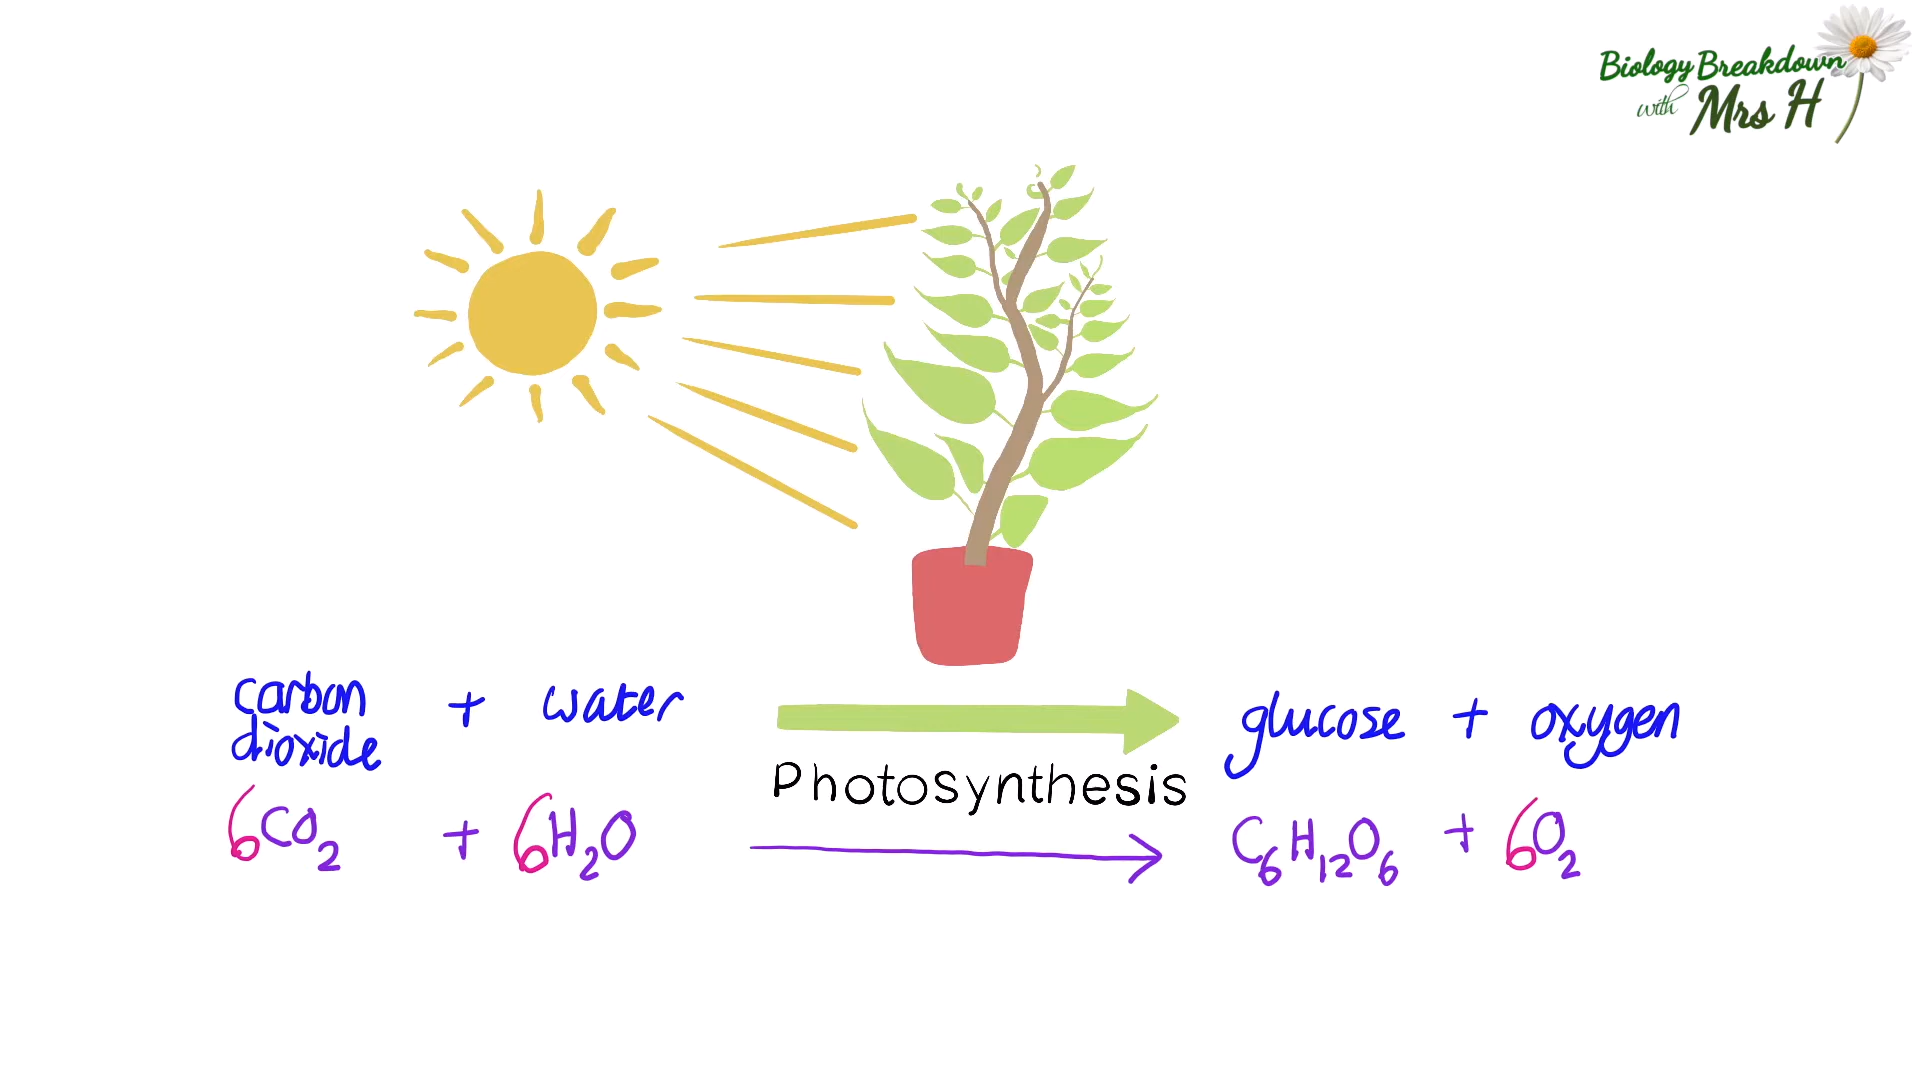 Biology Breakdown
with Mrs H
carbon dioxide + water glucose + oxygen
Photosynthesis
6CO₂ + 6H₂O → C₆H₁₂O₆ + 6O₂